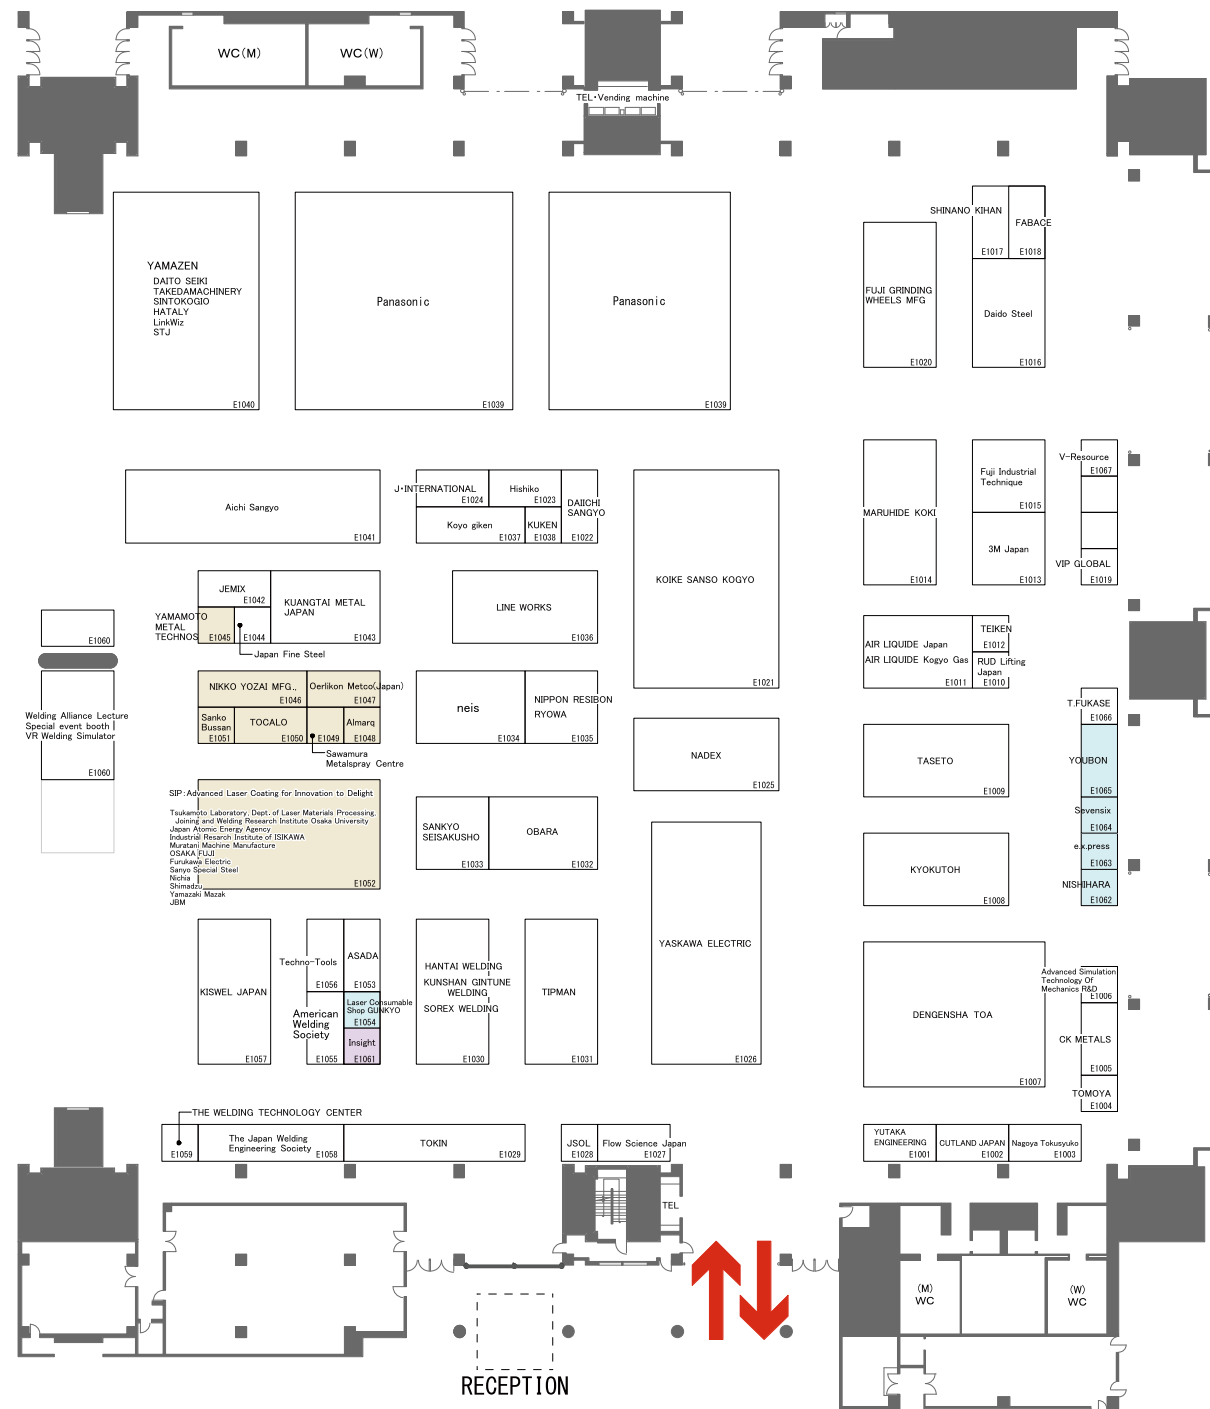 WC(M)
WC(W)
TEL・Vending machine
YAMAZEN
DAITO SEIKI
TAKEDAMACHINERY
SINTOKOGIO
HATALY
LinkWiz
STJ
E1040
Panasonic
E1039
Panasonic
E1039
SHINANO KIHAN
E1017
FABACE
E1018
FUJI GRINDING
WHEELS MFG
E1020
Daido Steel
E1016
Aichi Sangyo
E1041
J・INTERNATIONAL
E1024
Hishiko
E1023
DAIICHI
SANGYO
E1022
Koyo giken
E1037
KUKEN
E1038
KOIKE SANSO KOGYO
E1021
MARUHIDE KOKI
E1014
Fuji Industrial
Technique
E1015
3M Japan
E1013
V-Resource
E1067
VIP GLOBAL
E1019
JEMIX
E1042
KUANGTAI METAL
JAPAN
E1043
YAMAMOTO
METAL
TECHNOS
E1045
E1044
Japan Fine Steel
LINE WORKS
E1036
E1060
AIR LIQUIDE Japan
AIR LIQUIDE Kogyo Gas
E1011
TEIKEN
E1012
RUD Lifting
Japan
E1010
NIKKO YOZAI MFG.,
E1046
Oerlikon Metco(Japan)
E1047
Sanko
Bussan
E1051
TOCALO
E1050
E1049
Almarq
E1048
Sawamura
Metalspray Centre
neis
E1034
NIPPON RESIBON
RYOWA
E1035
Welding Alliance Lecture
Special event booth
VR Welding Simulator
E1060
NADEX
E1025
TASETO
E1009
T.FUKASE
E1066
YOUBON
E1065
Sevensix
E1064
e.x.press
E1063
NISHIHARA
E1062
SIP:Advanced Laser Coating for Innovation to Delight
Tsukamoto Laboratory, Dept. of Laser Materials Processing,
Joining and Welding Research Institute Osaka University
Japan Atomic Energy Agency
Industrial Resarch Institute of ISIKAWA
Muratani Machine Manufacture
OSAKA FUJI
Furukawa Electric
Sanyo Special Steel
Nichia
Shimadzu
Yamazaki Mazak
JBM
E1052
SANKYO
SEISAKUSHO
E1033
OBARA
E1032
KYOKUTOH
E1008
YASKAWA ELECTRIC
E1026
KISWEL JAPAN
E1057
Techno-Tools
E1056
ASADA
E1053
American
Welding
Society
E1055
Laser Consumable
Shop GUNKYO
E1054
Insight
E1061
HANTAI WELDING
KUNSHAN GINTUNE
WELDING
SOREX WELDING
E1030
TIPMAN
E1031
DENGENSHA TOA
E1007
Advanced Simulation
Technology Of
Mechanics R&D
E1006
CK METALS
E1005
TOMOYA
E1004
THE WELDING TECHNOLOGY CENTER
E1059
The Japan Welding
Engineering Society
E1058
TOKIN
E1029
JSOL
E1028
Flow Science Japan
E1027
YUTAKA
ENGINEERING
E1001
CUTLAND JAPAN
E1002
Nagoya Tokusyuko
E1003
TEL
(M)
WC
(W)
WC
RECEPTION